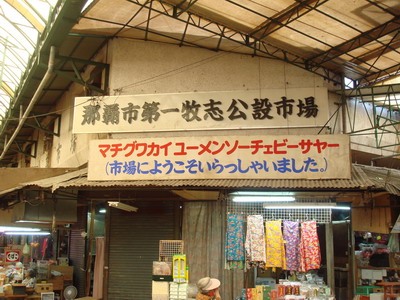 那覇市第一牧志公設市場
マチグワカイ ユーメンソーチェービーサヤー
(市場にようこそいらっしゃいました。)